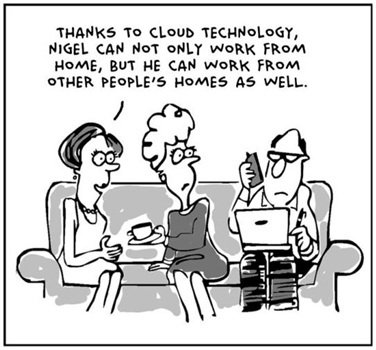 THANKS TO CLOUD TECHNOLOGY,
NIGEL CAN NOT ONLY WORK FROM
HOME, BUT HE CAN WORK FROM
OTHER PEOPLE'S HOMES AS WELL.